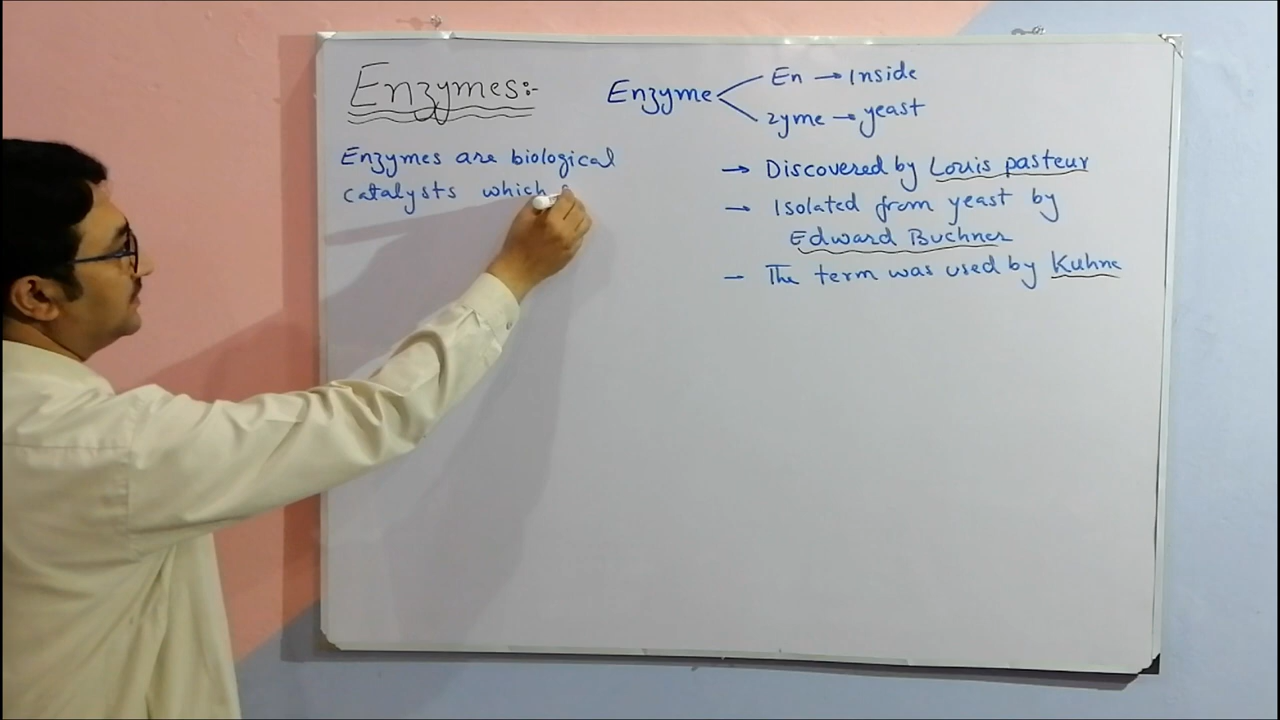 Enzymes:-
Enzyme
En → Inside
zyme → yeast
Enzymes are biological
catalysts which
→ Discovered by Louis pasteur
→ Isolated from yeast by
Edward Buchner
– The term was used by Kuhne